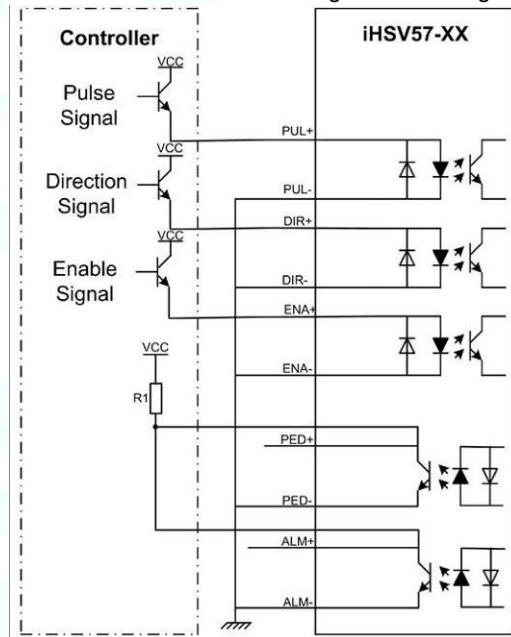 Controller
iHSV57-XX
VCC
Pulse
Signal
PUL+
VCC
PUL-
Direction
Signal
DIR+
VCC
DIR-
Enable
Signal
ENA+
VCC
ENA-
R1
PED+
PED-
ALM+
ALM-